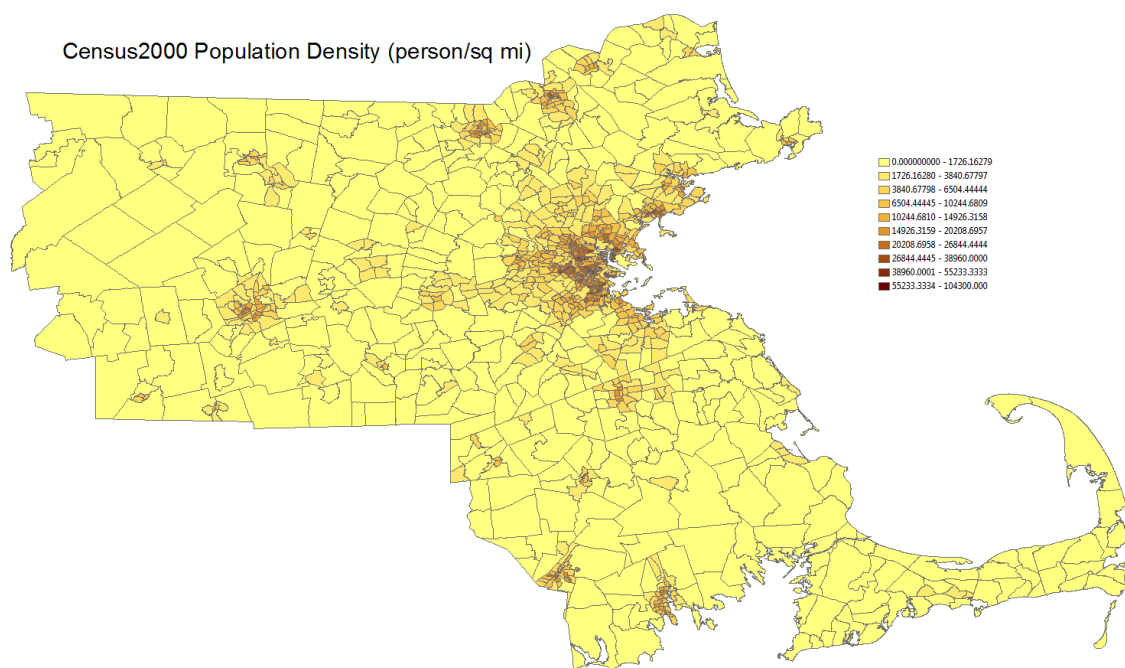 Census2000 Population Density (person/sq mi)
0.000000000 - 1726.16279
1726.16280 - 3840.67797
3840.67798 - 6504.44444
6504.44445 - 10244.6809
10244.6810 - 14926.3158
14926.3159 - 20208.6957
20208.6958 - 26844.4444
26844.4445 - 38960.0000
38960.0001 - 55233.3333
55233.3334 - 104300.000